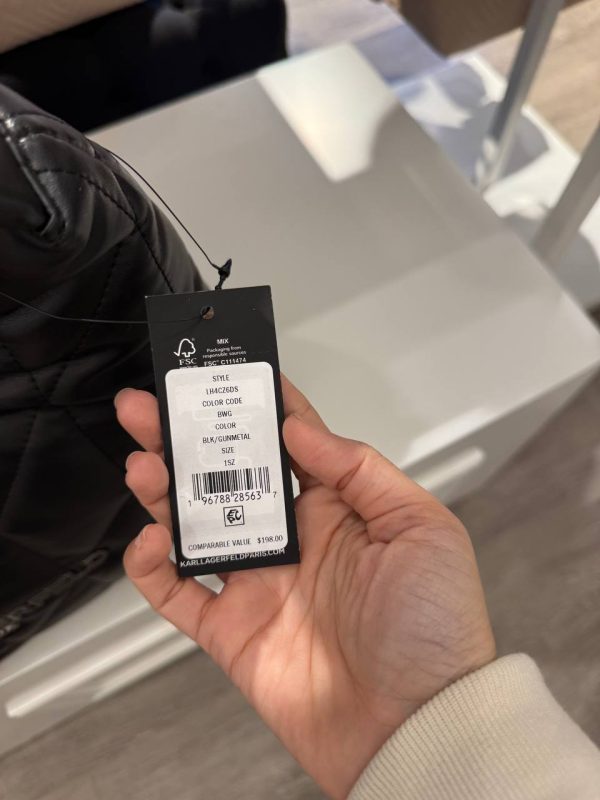 MIX
Packaging from
responsible sources
FSC
FSC® C111474
STYLE
LH4CZ6DS
COLOR CODE
BWG
COLOR
BLK/GUNMETAL
SIZE
1SZ
1 96788 28563 7
COMPARABLE VALUE $198.00
KARLLAGERFELDPARIS.COM